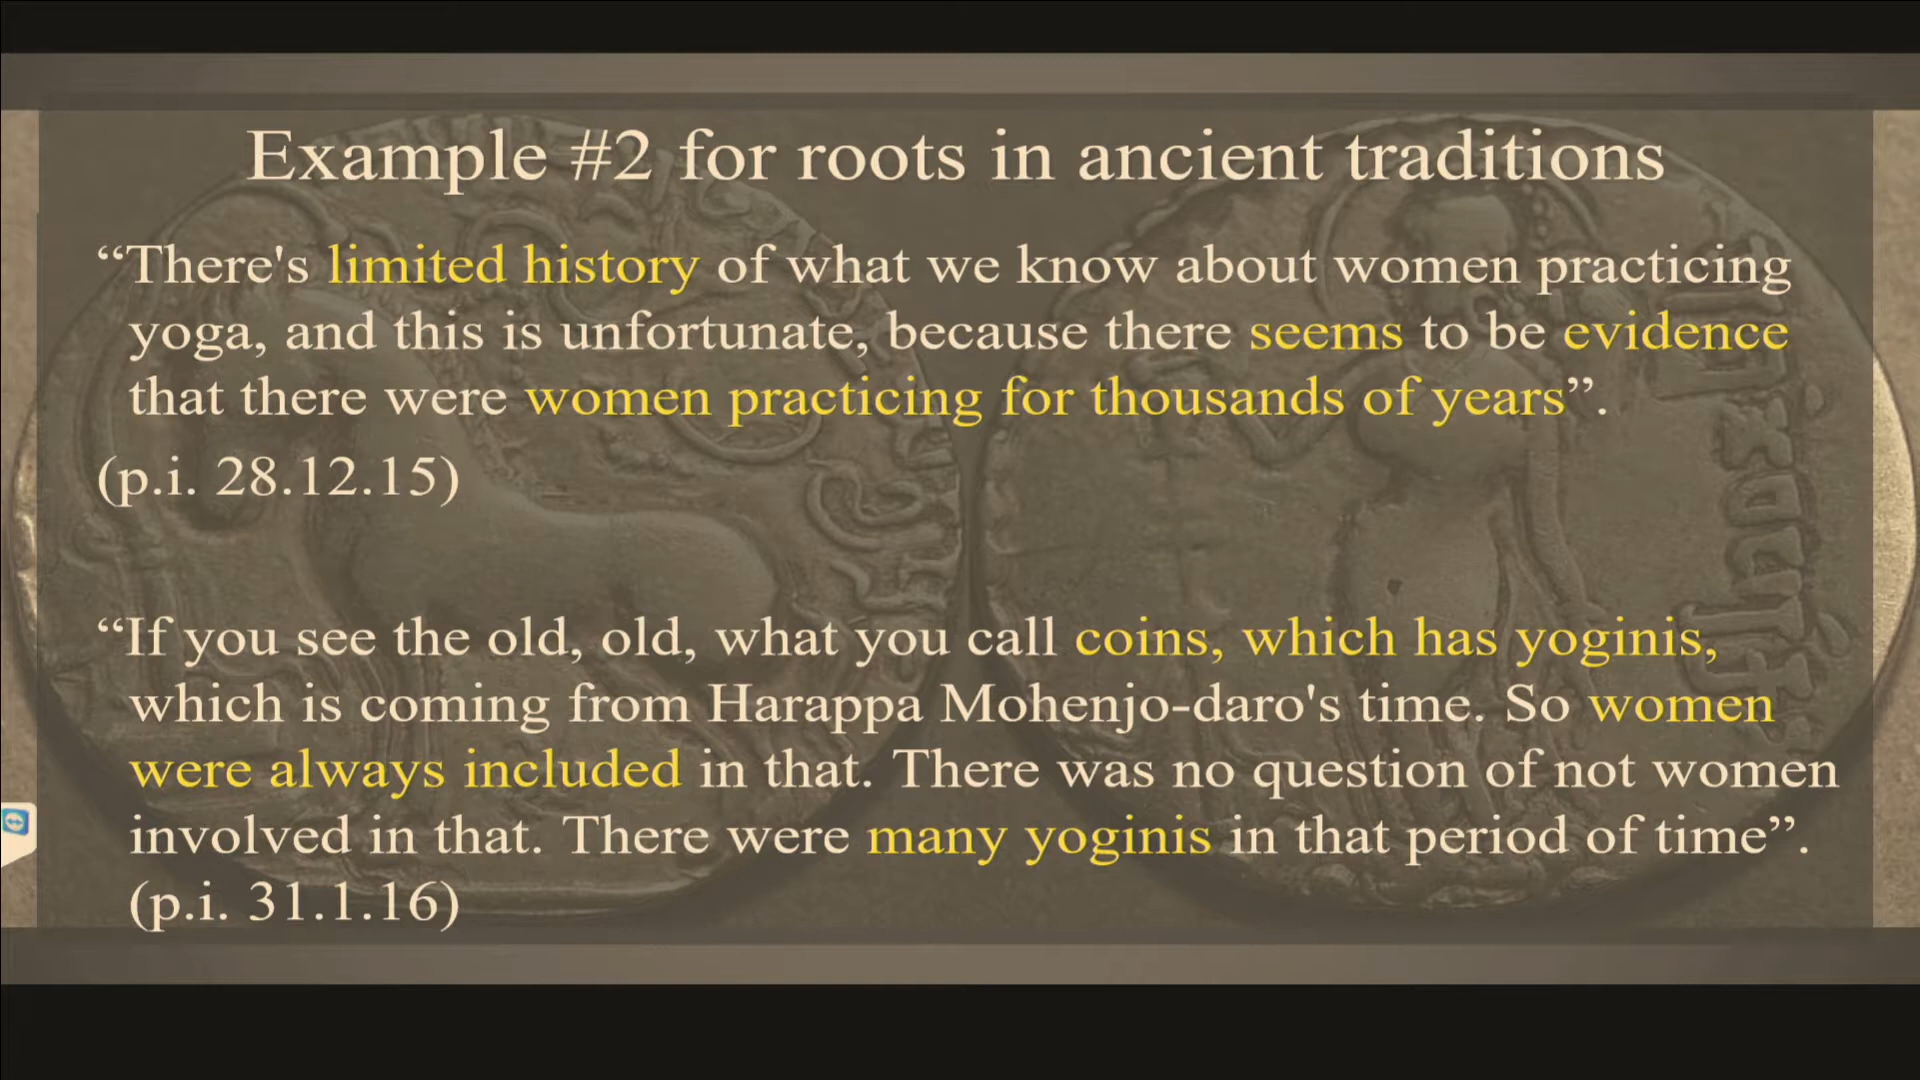 Example #2 for roots in ancient traditions
“There's limited history of what we know about women practicing
yoga, and this is unfortunate, because there seems to be evidence
that there were women practicing for thousands of years”.
(p.i. 28.12.15)
“If you see the old, old, what you call coins, which has yoginis,
which is coming from Harappa Mohenjo-daro's time. So women
were always included in that. There was no question of not women
involved in that. There were many yoginis in that period of time”.
(p.i. 31.1.16)